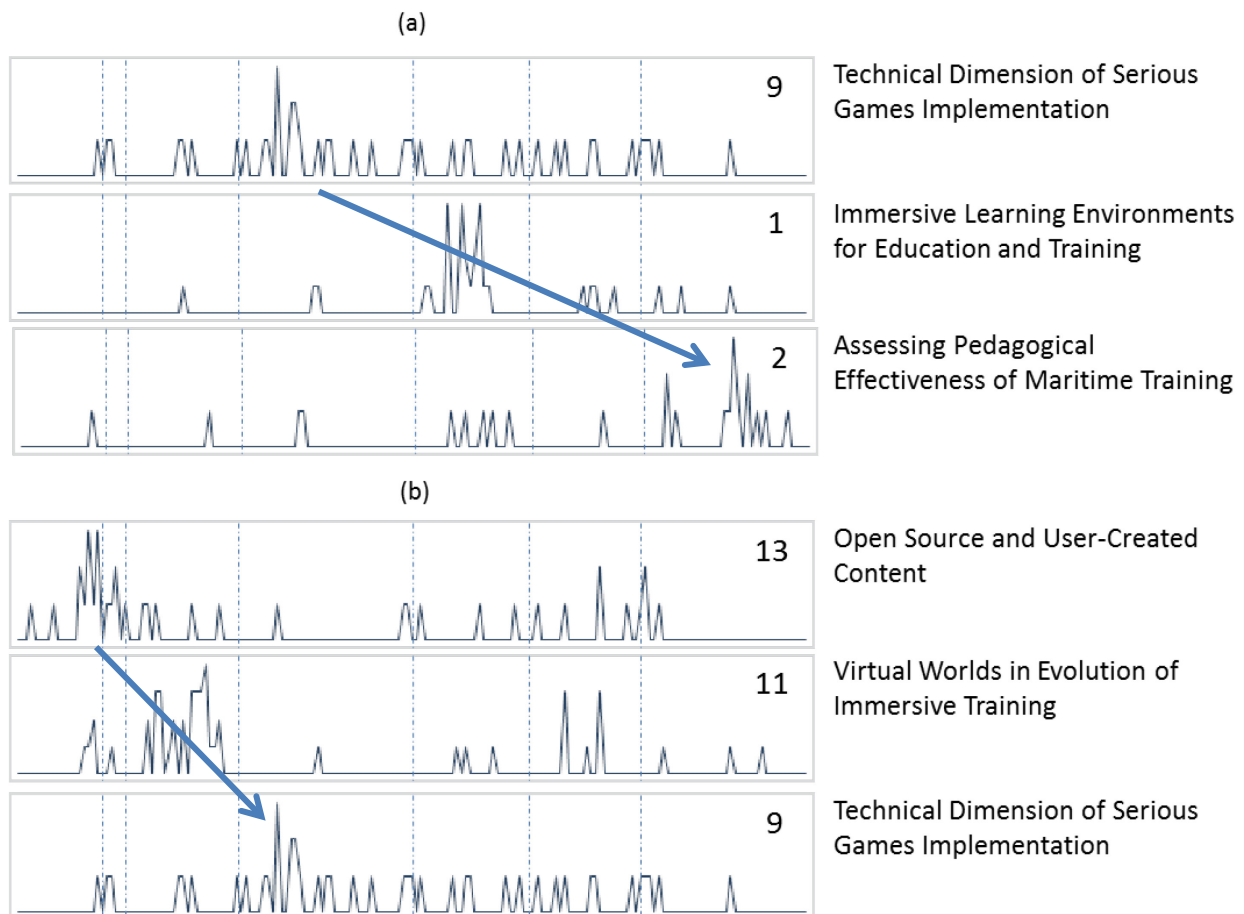 (a)
9
Technical Dimension of Serious
Games Implementation
1
Immersive Learning Environments
for Education and Training
2
Assessing Pedagogical
Effectiveness of Maritime Training
(b)
13
Open Source and User-Created
Content
11
Virtual Worlds in Evolution of
Immersive Training
9
Technical Dimension of Serious
Games Implementation